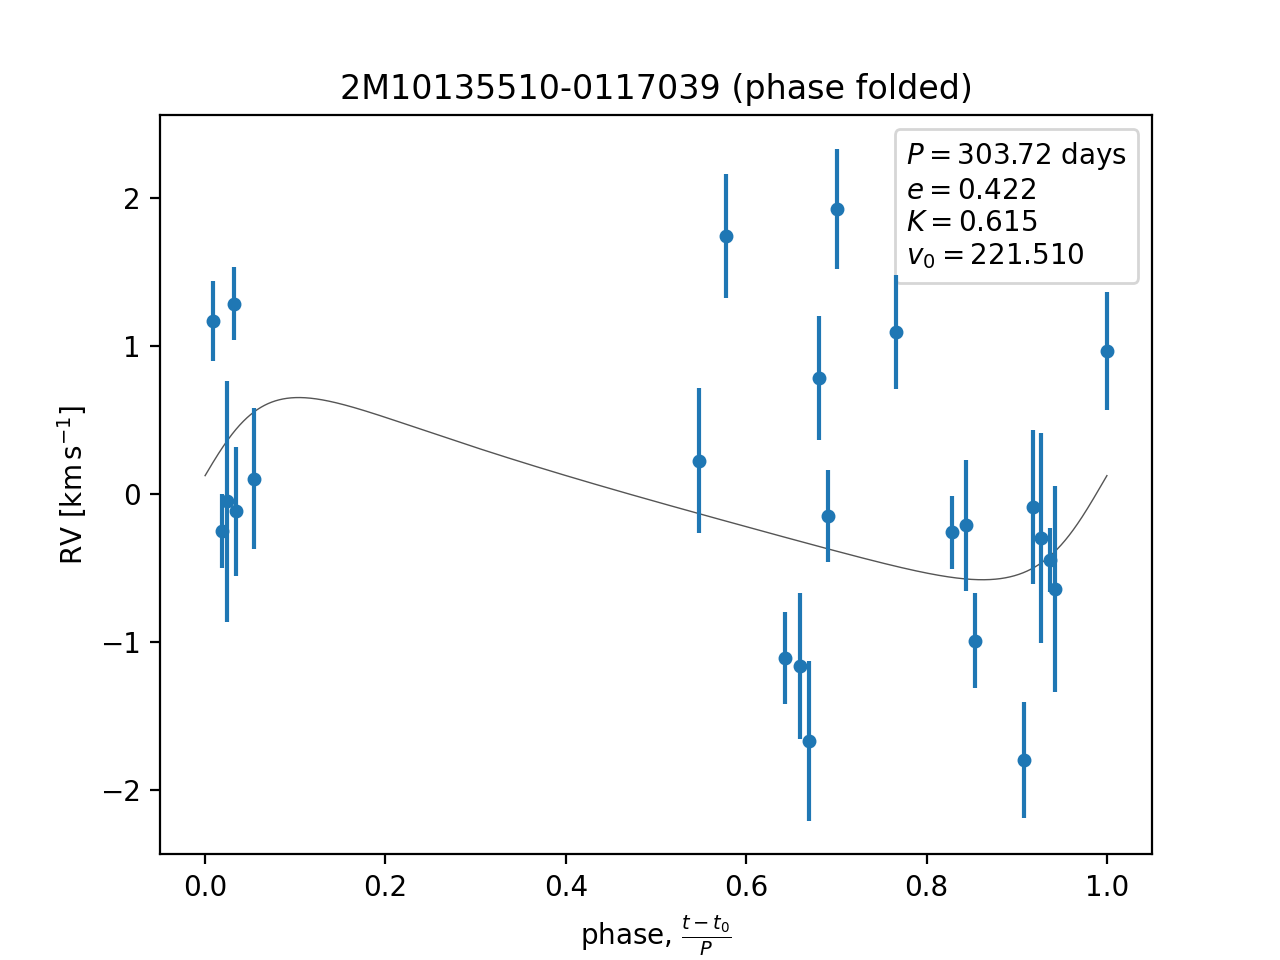 2M10135510-0117039 (phase folded)
P = 303.72 days
e = 0.422
K = 0.615
v₀ = 221.510
2
1
0
−1
−2
RV [km s⁻¹]
0.0 0.2 0.4 0.6 0.8 1.0
phase, (t − t₀)/P